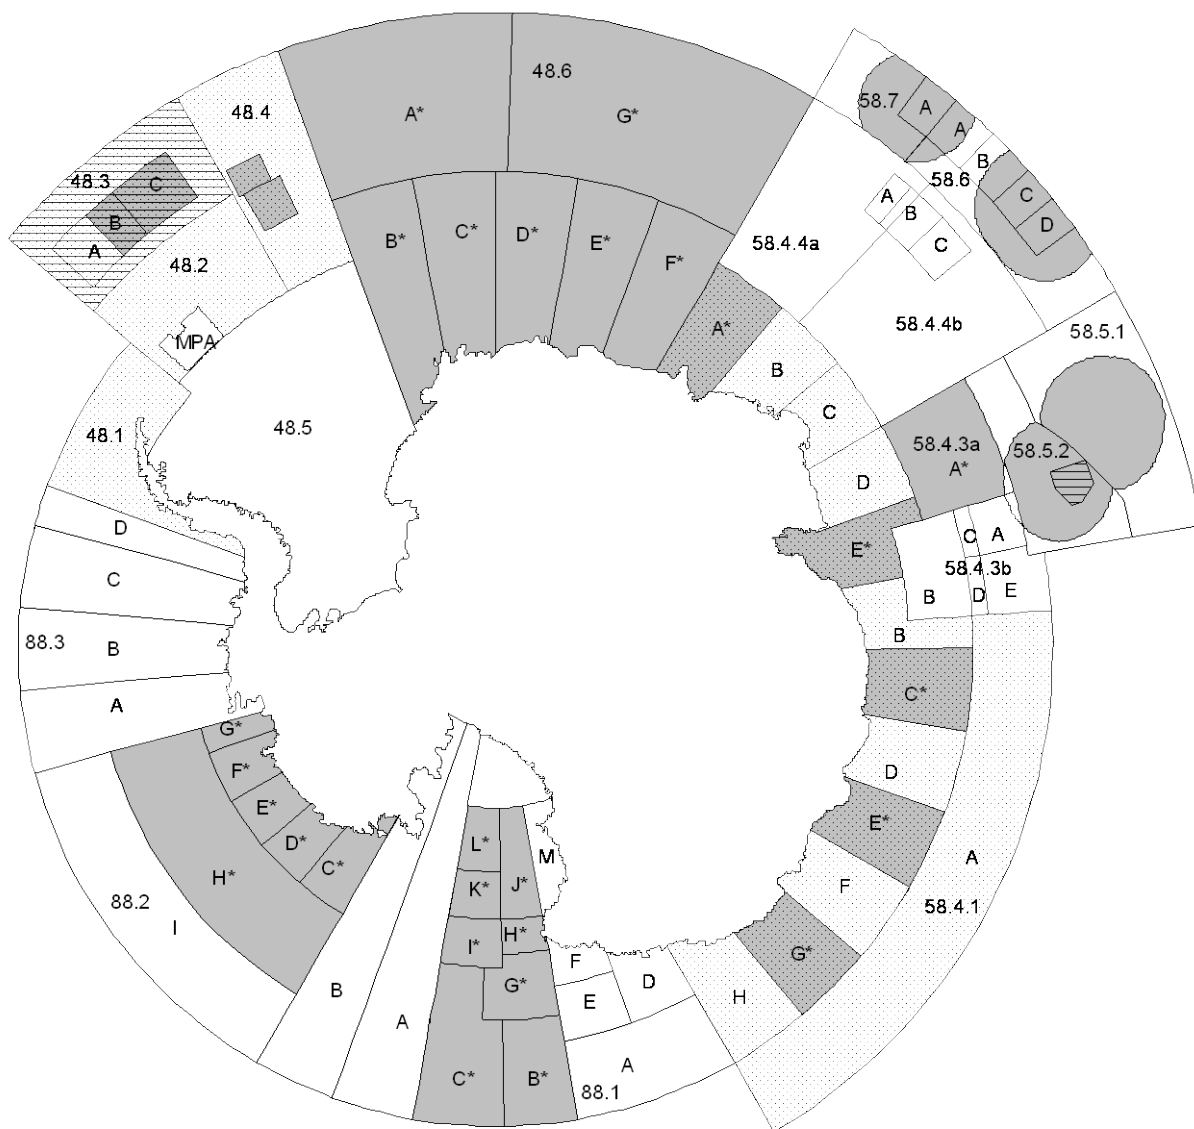 48.6
A*
G*
48.4
58.7
A
A
B
58.6
48.3
C
B
A
A
B
C
C
D
B*
C*
D*
E*
F*
58.4.4a
48.2
MPA
A*
58.4.4b
58.5.1
B
C
48.1
48.5
58.4.3a
A*
58.5.2
D
D
C
A
E*
58.4.3b
B
D
E
C
88.3
B
B
C*
A
G*
F*
D
E*
E*
D*
L*
M
C*
H*
K*
J*
A
F
58.4.1
88.2
I
H*
I*
G*
F
D
G*
B
E
H
A
A
C*
B*
88.1